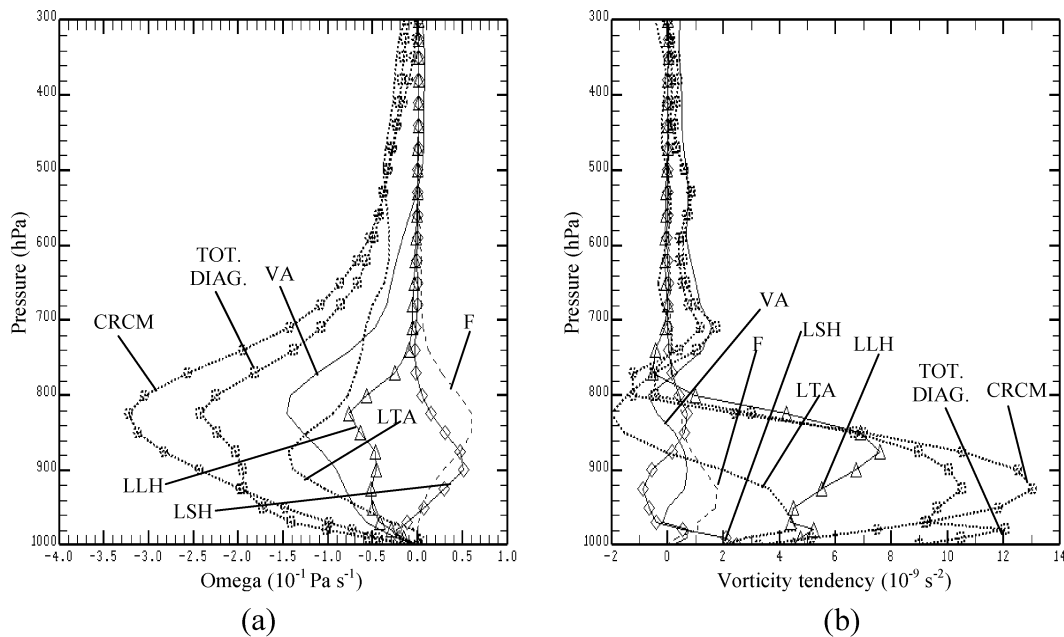 300
400
500
600
700
800
900
1000
Pressure (hPa)
TOT.
DIAG.
VA
CRCM
F
LTA
LLH
LSH
-4.0 -3.5 -3.0 -2.5 -2.0 -1.5 -1.0 -0.5 0.0 0.5 1.0
Omega (10⁻¹ Pa s⁻¹)
(a)
300
400
500
600
700
800
900
1000
Pressure (hPa)
VA
F
LSH
LLH
LTA
TOT.
DIAG.
CRCM
-2 0 2 4 6 8 10 12 14
Vorticity tendency (10⁻⁹ s⁻²)
(b)